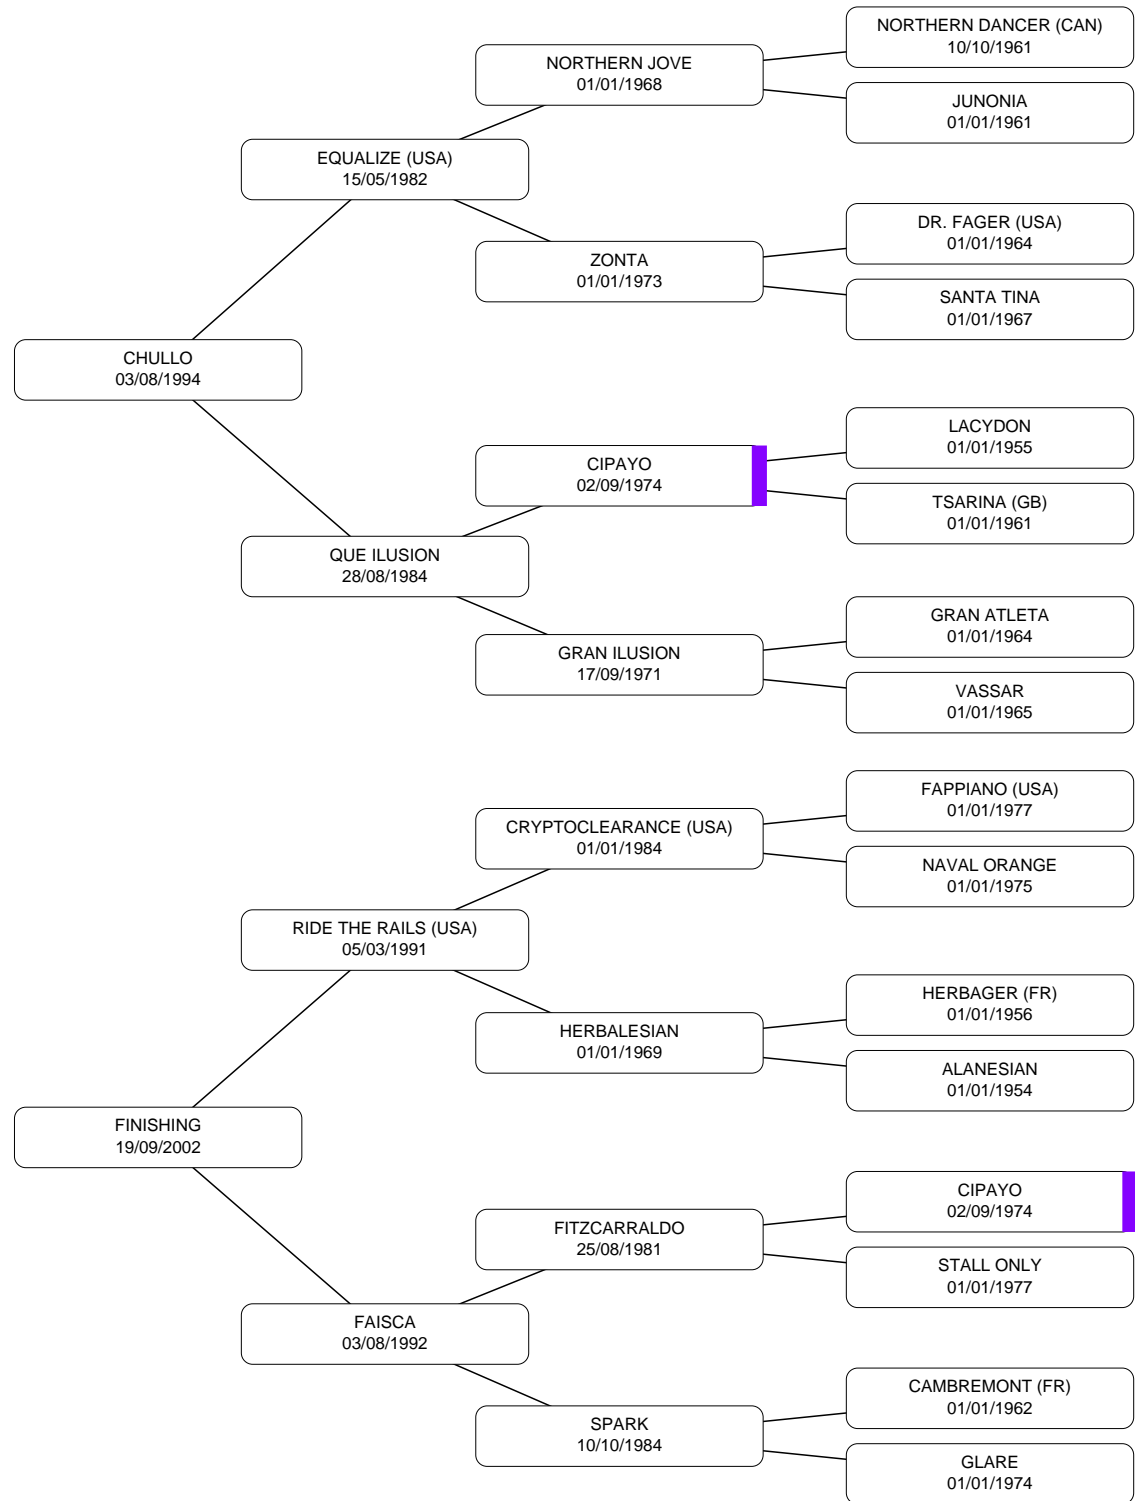 NORTHERN DANCER (CAN)
10/10/1961
NORTHERN JOVE
01/01/1968
JUNONIA
01/01/1961
EQUALIZE (USA)
15/05/1982
DR. FAGER (USA)
01/01/1964
ZONTA
01/01/1973
SANTA TINA
01/01/1967
CHULLO
03/08/1994
LACYDON
01/01/1955
CIPAYO
02/09/1974
TSARINA (GB)
01/01/1961
QUE ILUSION
28/08/1984
GRAN ATLETA
01/01/1964
GRAN ILUSION
17/09/1971
VASSAR
01/01/1965
FAPPIANO (USA)
01/01/1977
CRYPTOCLEARANCE (USA)
01/01/1984
NAVAL ORANGE
01/01/1975
RIDE THE RAILS (USA)
05/03/1991
HERBAGER (FR)
01/01/1956
HERBALESIAN
01/01/1969
ALANESIAN
01/01/1954
FINISHING
19/09/2002
CIPAYO
02/09/1974
FITZCARRALDO
25/08/1981
STALL ONLY
01/01/1977
FAISCA
03/08/1992
CAMBREMONT (FR)
01/01/1962
SPARK
10/10/1984
GLARE
01/01/1974